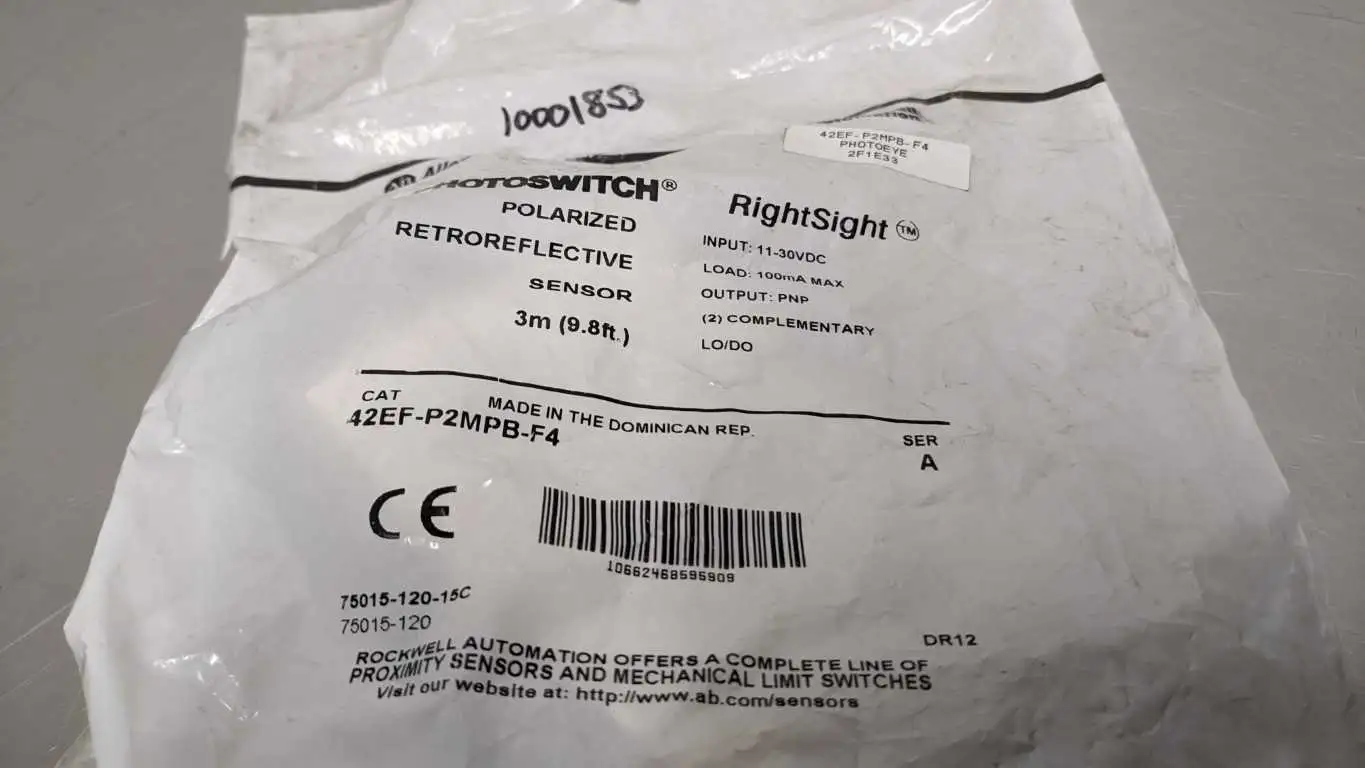 10001853
42EF-P2MPB-F4
PHOTOEYE
2F1E33
PHOTOSWITCH®
POLARIZED
RETROREFLECTIVE
SENSOR
3m (9.8ft.)
RightSight™
INPUT: 11-30VDC
LOAD: 100mA MAX
OUTPUT: PNP
(2) COMPLEMENTARY
LO/DO
CAT
42EF-P2MPB-F4
MADE IN THE DOMINICAN REP.
SER
A
CE
10662468595909
75015-120-15C
75015-120
DR12
ROCKWELL AUTOMATION OFFERS A COMPLETE LINE OF
PROXIMITY SENSORS AND MECHANICAL LIMIT SWITCHES
Visit our website at: http://www.ab.com/sensors